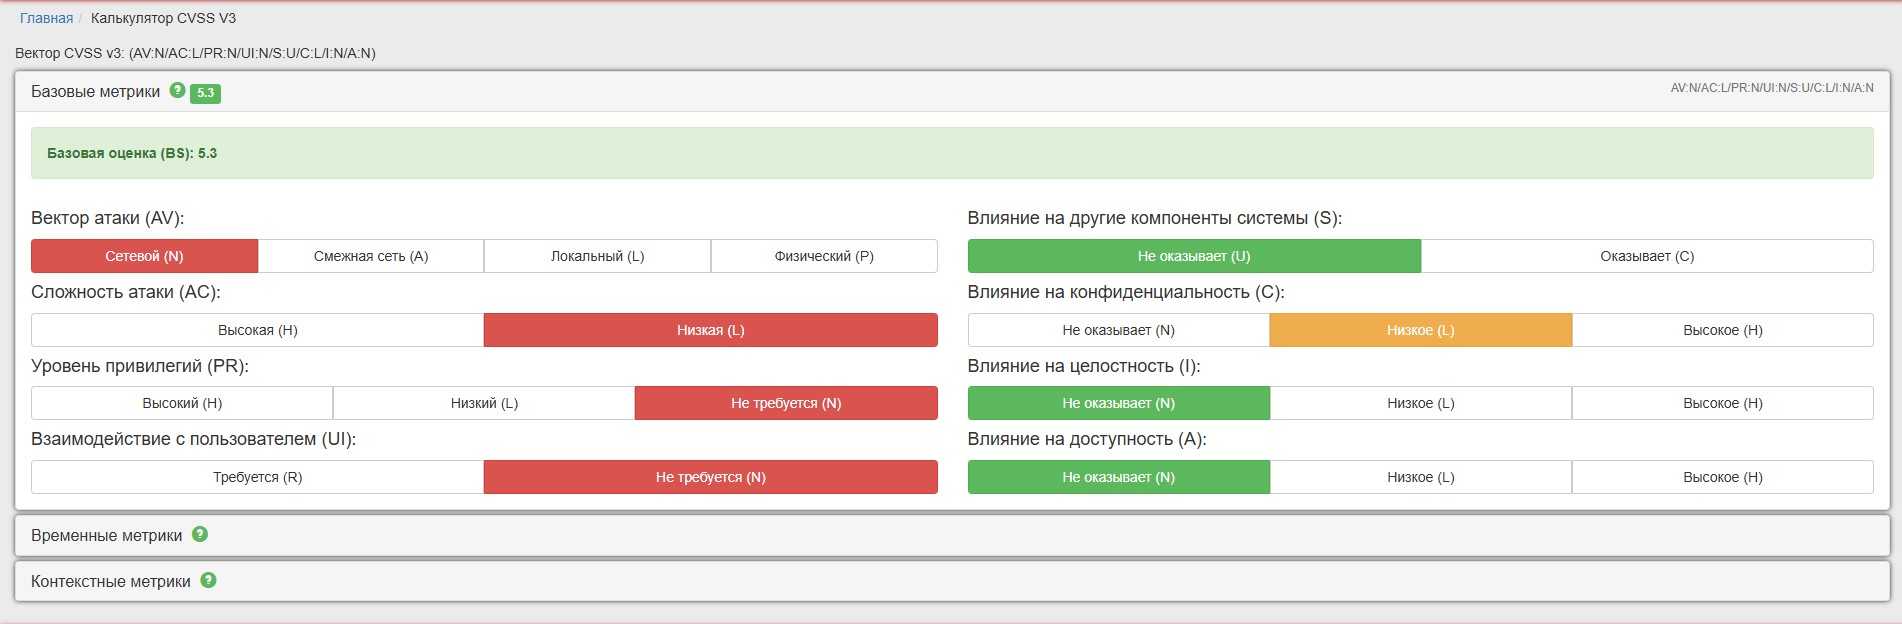 Главная / Калькулятор CVSS V3
Вектор CVSS v3: (AV:N/AC:L/PR:N/UI:N/S:U/C:L/I:N/A:N)
Базовые метрики ? 5.3 AV:N/AC:L/PR:N/UI:N/S:U/C:L/I:N/A:N
Базовая оценка (BS): 5.3
Вектор атаки (AV):
Сетевой (N) Смежная сеть (A) Локальный (L) Физический (P)
Сложность атаки (AC):
Высокая (H) Низкая (L)
Уровень привилегий (PR):
Высокий (H) Низкий (L) Не требуется (N)
Взаимодействие с пользователем (UI):
Требуется (R) Не требуется (N)
Влияние на другие компоненты системы (S):
Не оказывает (U) Оказывает (C)
Влияние на конфиденциальность (C):
Не оказывает (N) Низкое (L) Высокое (H)
Влияние на целостность (I):
Не оказывает (N) Низкое (L) Высокое (H)
Влияние на доступность (A):
Не оказывает (N) Низкое (L) Высокое (H)
Временные метрики ?
Контекстные метрики ?